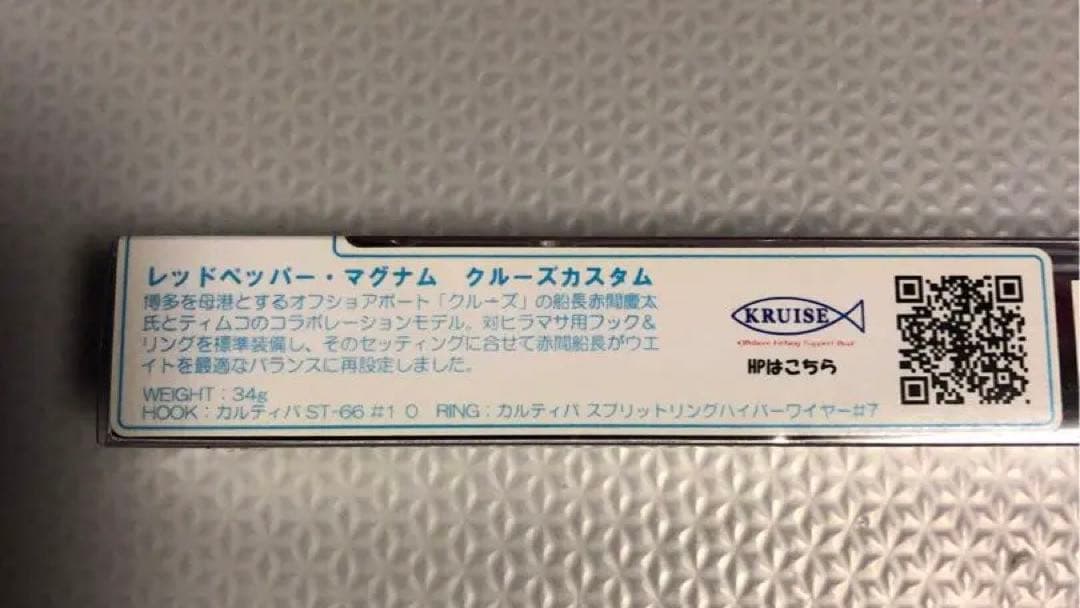 レッドペッパー・マグナム クルーズカスタム
博多を母港とするオフショアボート「クルーズ」の船長赤間慶太
氏とティムコのコラボレーションモデル。対ヒラマサ用フック&
リングを標準装備し、そのセッティングに合せて赤間船長がウエ
イトを最適なバランスに再設定しました。
WEIGHT：34g
HOOK：カルティバ ST-66 #1 0 RING：カルティバ スプリットリングハイパーワイヤー#7
KRUISE
Offshore Fishing Support Boat
HPはこちら